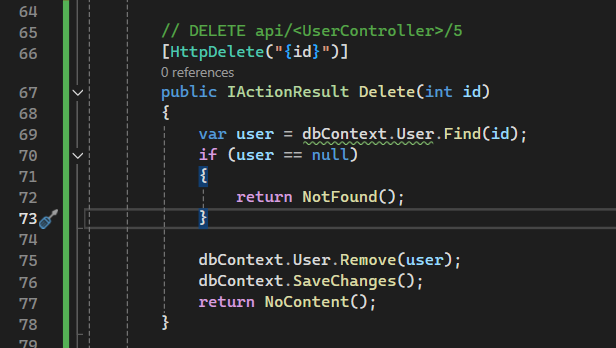 64
65 // DELETE api/<UserController>/5
66 [HttpDelete("{id}")]
0 references
67 public IActionResult Delete(int id)
68 {
69 var user = dbContext.User.Find(id);
70 if (user == null)
71 {
72 return NotFound();
73 }
74
75 dbContext.User.Remove(user);
76 dbContext.SaveChanges();
77 return NoContent();
78 }
79